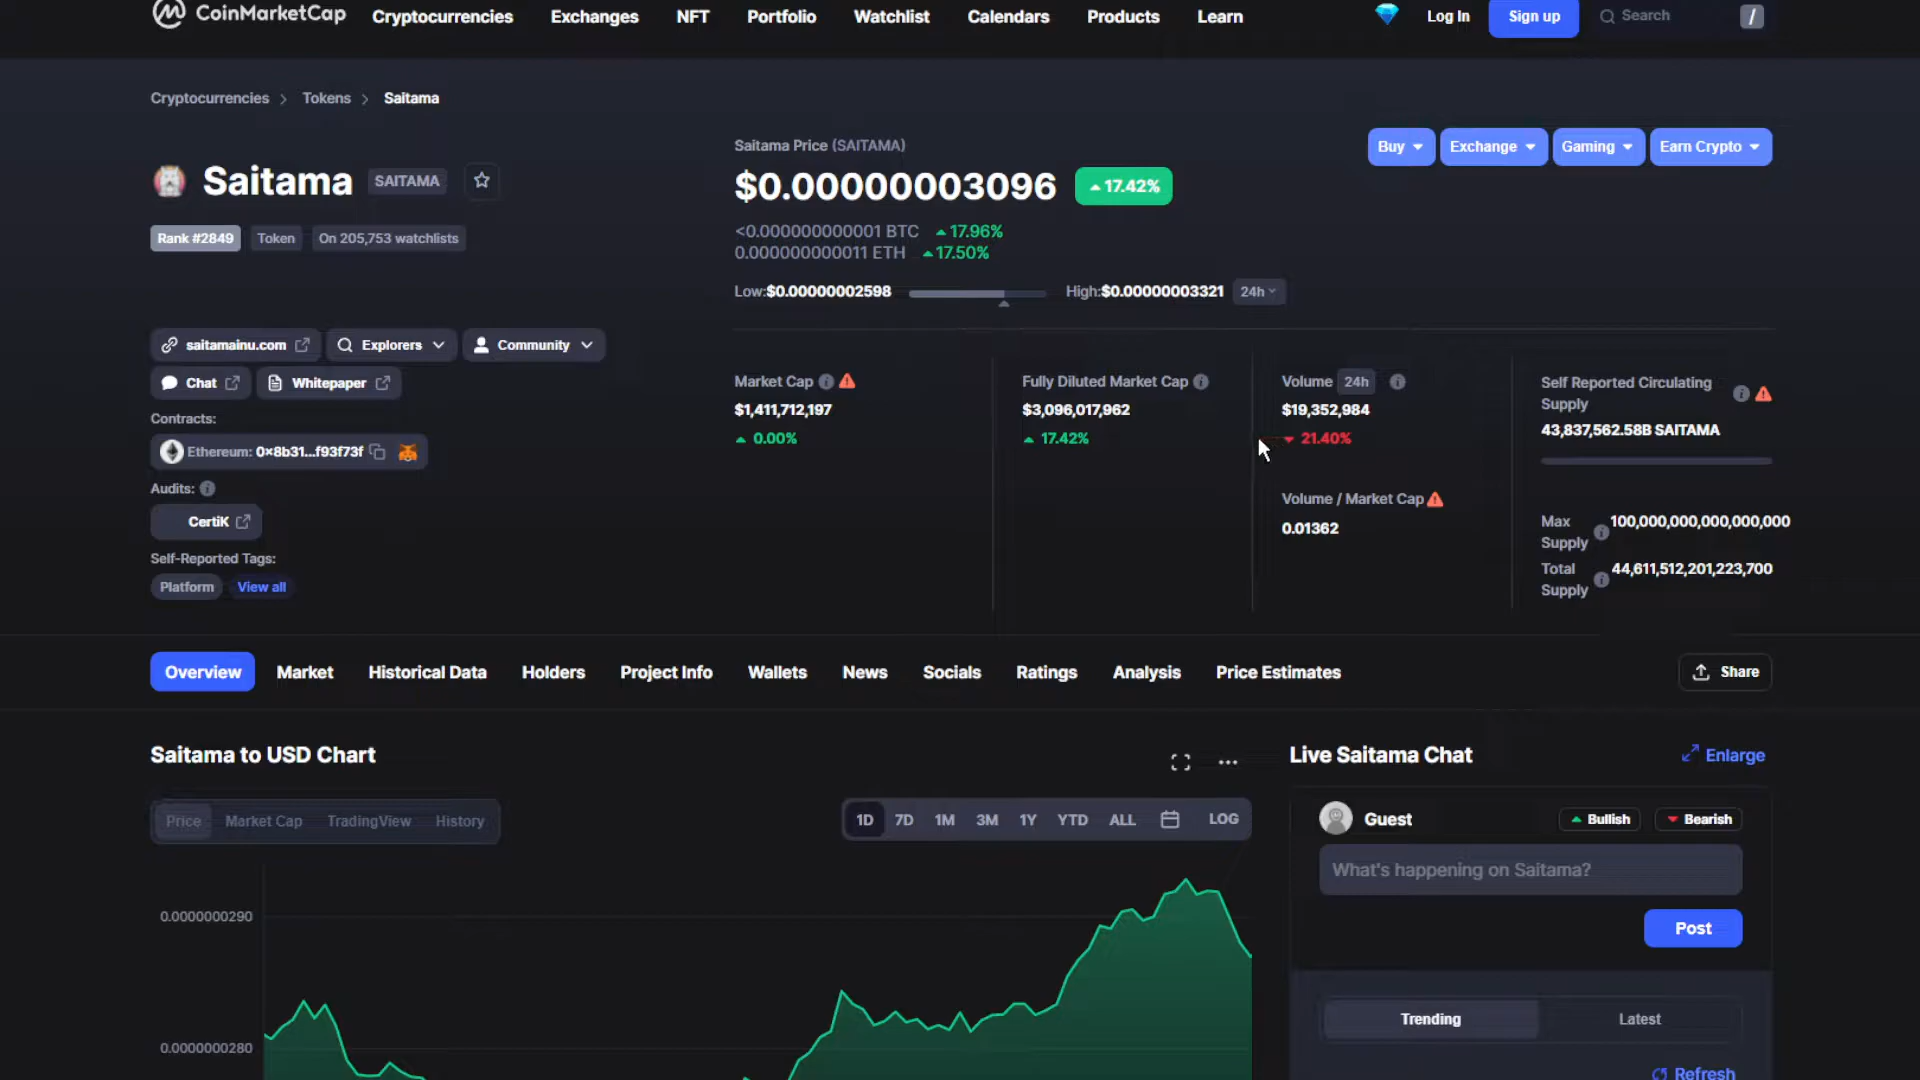 CoinMarketCap Cryptocurrencies Exchanges NFT Portfolio Watchlist Calendars Products Learn Log In Sign up Search /
Cryptocurrencies > Tokens > Saitama
Saitama SAITAMA
Rank #2849 Token On 205,753 watchlists
saitamainu.com Explorers Community
Chat Whitepaper
Contracts:
Ethereum: 0x8b31...f93f73f
Audits:
CertiK
Self-Reported Tags:
Platform View all
Saitama Price (SAITAMA)
$0.00000003096 17.42%
<0.000000000001 BTC 17.96%
0.000000000011 ETH 17.50%
Low:$0.00000002598 High:$0.00000003321 24h
Buy Exchange Gaming Earn Crypto
Market Cap
$1,411,712,197
0.00%
Fully Diluted Market Cap
$3,096,017,962
17.42%
Volume 24h
$19,352,984
21.40%
Volume / Market Cap
0.01362
Self Reported Circulating
Supply
43,837,562.58B SAITAMA
Max
Supply
100,000,000,000,000,000
Total
Supply
44,611,512,201,223,700
Overview Market Historical Data Holders Project Info Wallets News Socials Ratings Analysis Price Estimates Share
Saitama to USD Chart
Price Market Cap TradingView History
1D 7D 1M 3M 1Y YTD ALL LOG
0.0000000290
0.0000000280
Live Saitama Chat Enlarge
Guest Bullish Bearish
What's happening on Saitama?
Post
Trending Latest
Refresh